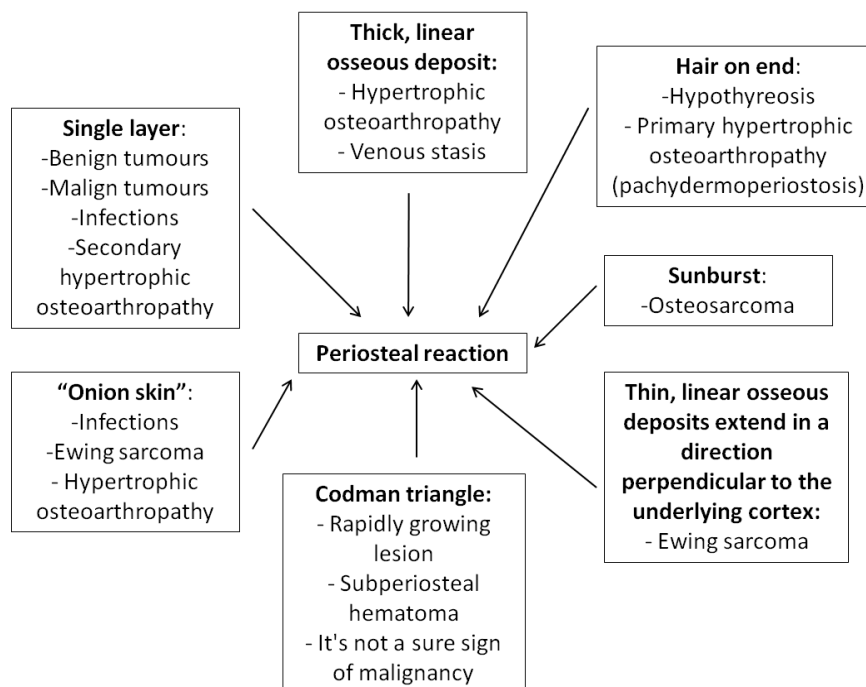 Thick, linear
osseous deposit:
- Hypertrophic
osteoarthropathy
- Venous stasis
Hair on end:
-Hypothyreosis
- Primary hypertrophic
osteoarthropathy
(pachydermoperiostosis)
Single layer:
-Benign tumours
-Malign tumours
-Infections
-Secondary
hypertrophic
osteoarthropathy
Sunburst:
-Osteosarcoma
Periosteal reaction
“Onion skin”:
-Infections
-Ewing sarcoma
- Hypertrophic
osteoarthropathy
Codman triangle:
- Rapidly growing
lesion
- Subperiosteal
hematoma
- It's not a sure sign
of malignancy
Thin, linear osseous
deposits extend in a
direction
perpendicular to the
underlying cortex:
- Ewing sarcoma